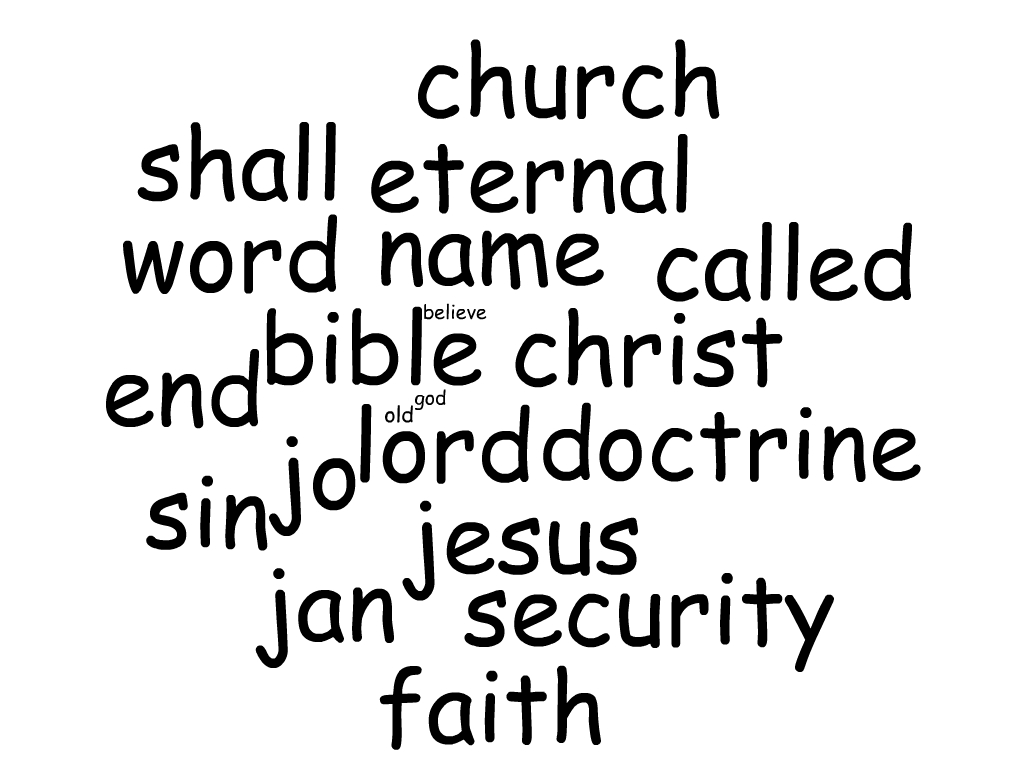 church
shall eternal
word name called
believe
bible christ
end
god
old
lord doctrine
jo
sin
jesus
jan security
faith